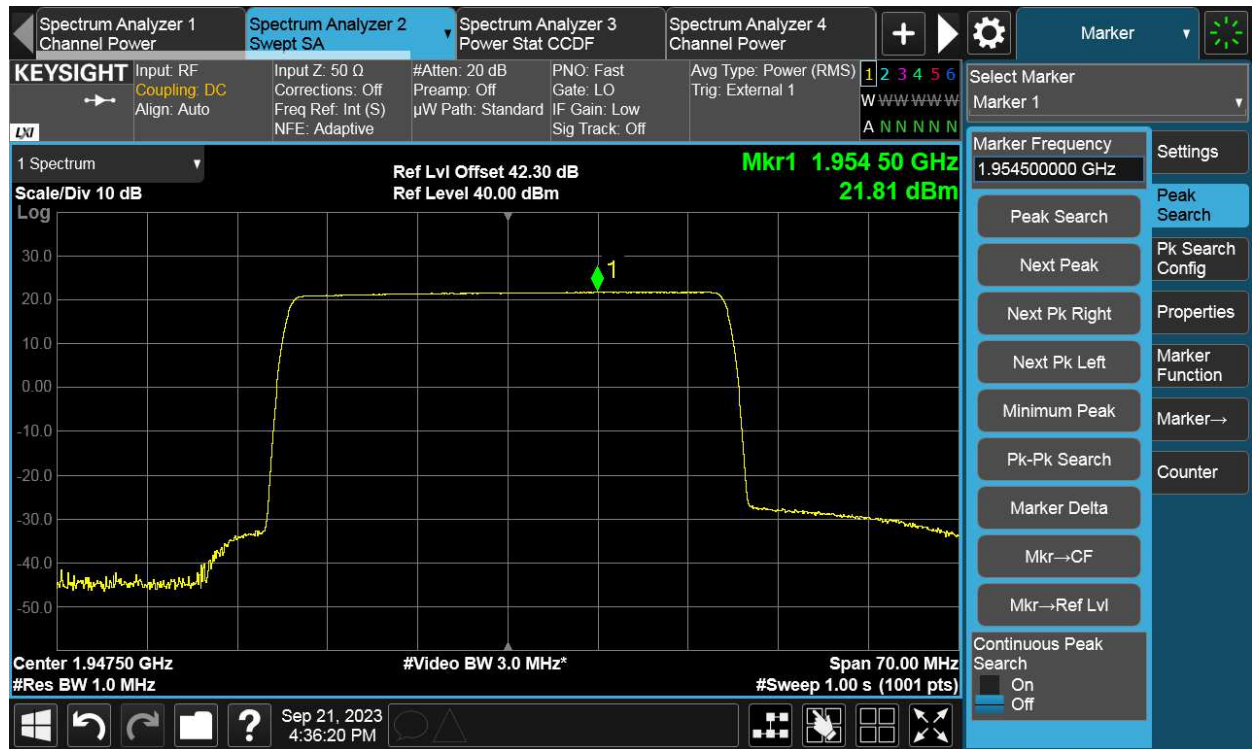 Spectrum Analyzer 1
Channel Power
Spectrum Analyzer 2
Swept SA
Spectrum Analyzer 3
Power Stat CCDF
Spectrum Analyzer 4
Channel Power
+
Marker
KEYSIGHT
LXI
Input: RF
Coupling: DC
Align: Auto
Input Z: 50 Ω
Corrections: Off
Freq Ref: Int (S)
NFE: Adaptive
#Atten: 20 dB
Preamp: Off
µW Path: Standard
PNO: Fast
Gate: LO
IF Gain: Low
Sig Track: Off
Avg Type: Power (RMS)
Trig: External 1
1 2 3 4 5 6
W W W W W W
A N N N N N
Select Marker
Marker 1
1 Spectrum
Scale/Div 10 dB
Log
Ref Lvl Offset 42.30 dB
Ref Level 40.00 dBm
Mkr1 1.954 50 GHz
21.81 dBm
1
30.0
20.0
10.0
0.00
-10.0
-20.0
-30.0
-40.0
-50.0
Center 1.94750 GHz
#Res BW 1.0 MHz
#Video BW 3.0 MHz*
Span 70.00 MHz
#Sweep 1.00 s (1001 pts)
Marker Frequency
1.954500000 GHz
Peak Search
Next Peak
Next Pk Right
Next Pk Left
Minimum Peak
Pk-Pk Search
Marker Delta
Mkr→CF
Mkr→Ref Lvl
Continuous Peak
Search
On
Off
Settings
Peak
Search
Pk Search
Config
Properties
Marker
Function
Marker→
Counter
?
Sep 21, 2023
4:36:20 PM